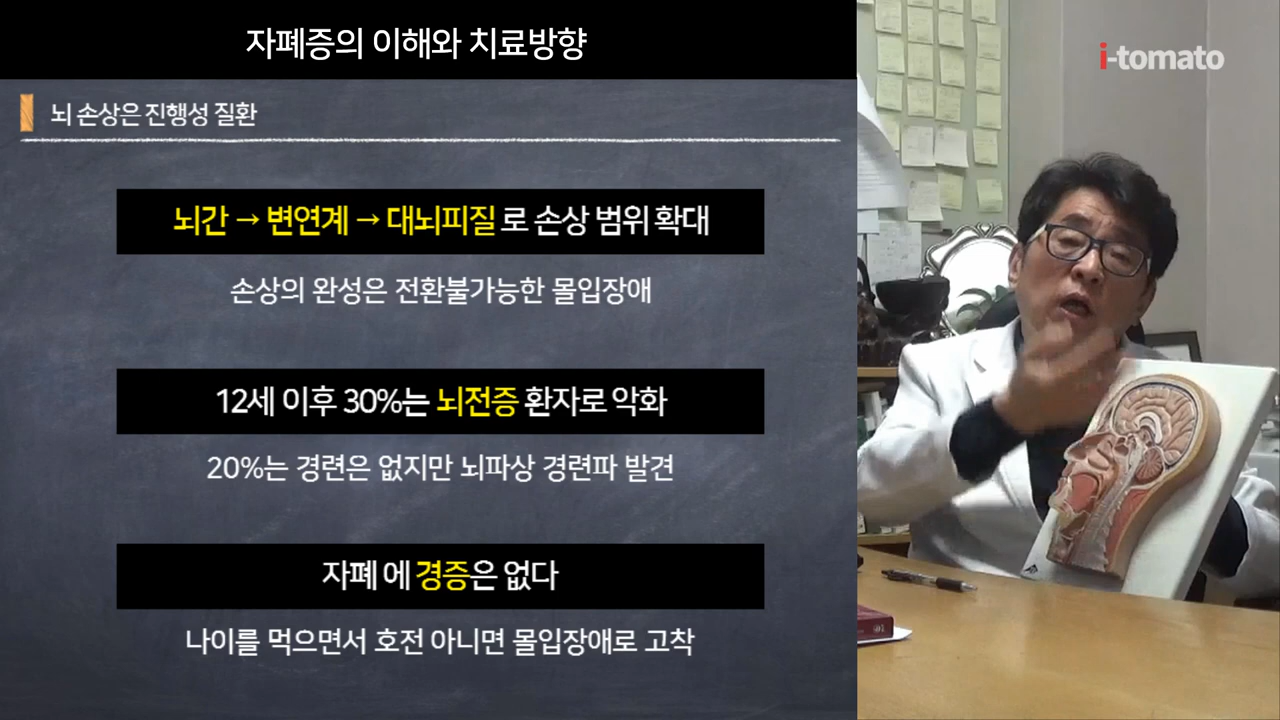 자폐증의 이해와 치료방향
i-tomato
뇌 손상은 진행성 질환
뇌간 → 변연계 → 대뇌피질 로 손상 범위 확대
손상의 완성은 전환불가능한 몰입장애
12세 이후 30%는 뇌전증 환자로 악화
20%는 경련은 없지만 뇌파상 경련파 발견
자폐 에 경증은 없다
나이를 먹으면서 호전 아니면 몰입장애로 고착